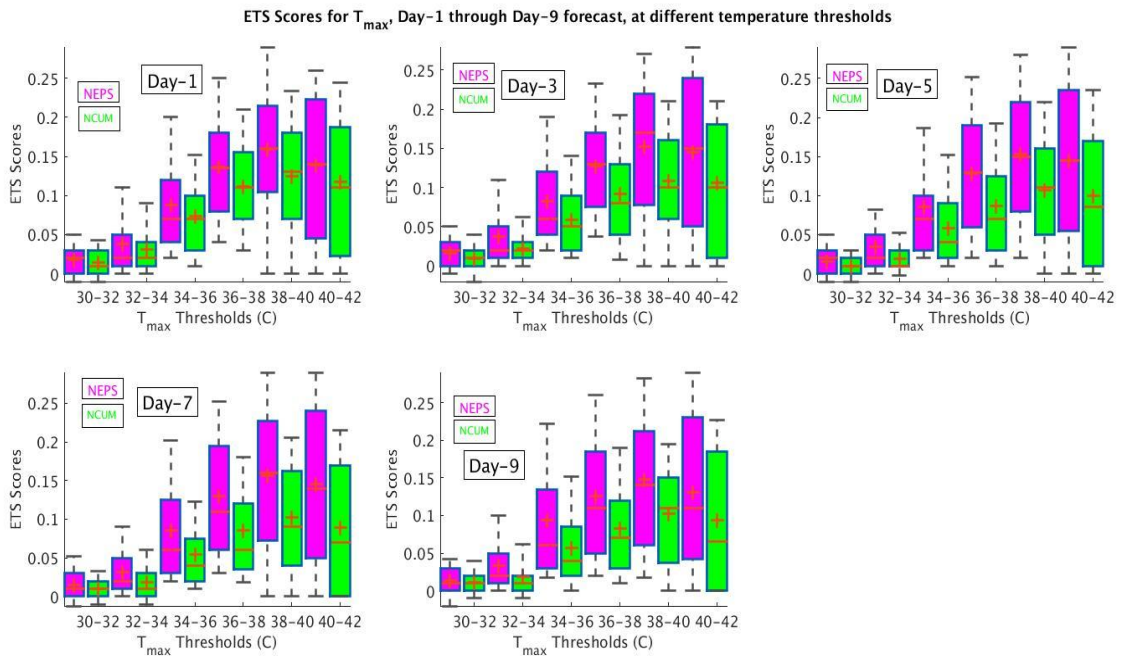 ETS Scores for Tmax, Day-1 through Day-9 forecast, at different temperature thresholds
NEPS
NCUM
Day-1
ETS Scores
0.25
0.2
0.15
0.1
0.05
0
30-32 32-34 34-36 36-38 38-40 40-42
Tmax Thresholds (C)
NEPS
NCUM
Day-3
ETS Scores
0.25
0.2
0.15
0.1
0.05
0
30-32 32-34 34-36 36-38 38-40 40-42
Tmax Thresholds (C)
NEPS
NCUM
Day-5
ETS Scores
0.25
0.2
0.15
0.1
0.05
0
30-32 32-34 34-36 36-38 38-40 40-42
Tmax Thresholds (C)
NEPS
NCUM
Day-7
ETS Scores
0.25
0.2
0.15
0.1
0.05
0
30-32 32-34 34-36 36-38 38-40 40-42
Tmax Thresholds (C)
NEPS
NCUM
Day-9
ETS Scores
0.25
0.2
0.15
0.1
0.05
0
30-32 32-34 34-36 36-38 38-40 40-42
Tmax Thresholds (C)